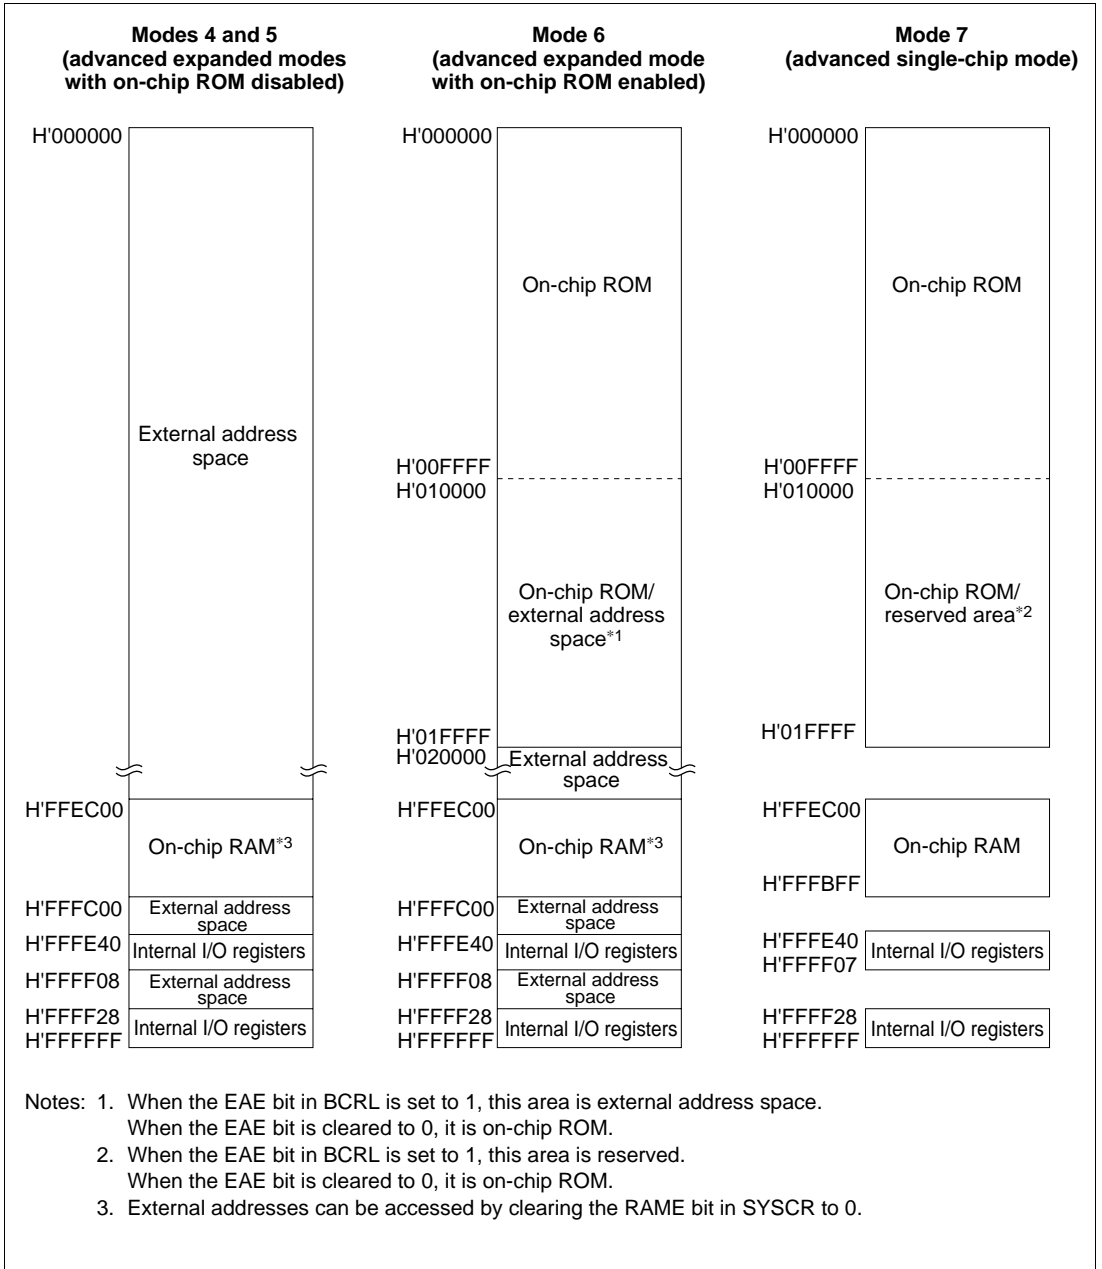 Modes 4 and 5
(advanced expanded modes
with on-chip ROM disabled)
H'000000
External address
space
H'FFEC00
On-chip RAM*3
H'FFFC00
External address
space
H'FFFE40
Internal I/O registers
H'FFFF08
External address
space
H'FFFF28
Internal I/O registers
H'FFFFFF
Mode 6
(advanced expanded mode
with on-chip ROM enabled)
H'000000
On-chip ROM
H'00FFFF
H'010000
On-chip ROM/
external address
space*1
H'01FFFF
H'020000
External address
space
H'FFEC00
On-chip RAM*3
H'FFFC00
External address
space
H'FFFE40
Internal I/O registers
H'FFFF08
External address
space
H'FFFF28
Internal I/O registers
H'FFFFFF
Mode 7
(advanced single-chip mode)
H'000000
On-chip ROM
H'00FFFF
H'010000
On-chip ROM/
reserved area*2
H'01FFFF
H'FFEC00
On-chip RAM
H'FFFBFF
H'FFFE40
Internal I/O registers
H'FFFF07
H'FFFF28
Internal I/O registers
H'FFFFFF
Notes: 1. When the EAE bit in BCRL is set to 1, this area is external address space.
When the EAE bit is cleared to 0, it is on-chip ROM.
2. When the EAE bit in BCRL is set to 1, this area is reserved.
When the EAE bit is cleared to 0, it is on-chip ROM.
3. External addresses can be accessed by clearing the RAME bit in SYSCR to 0.